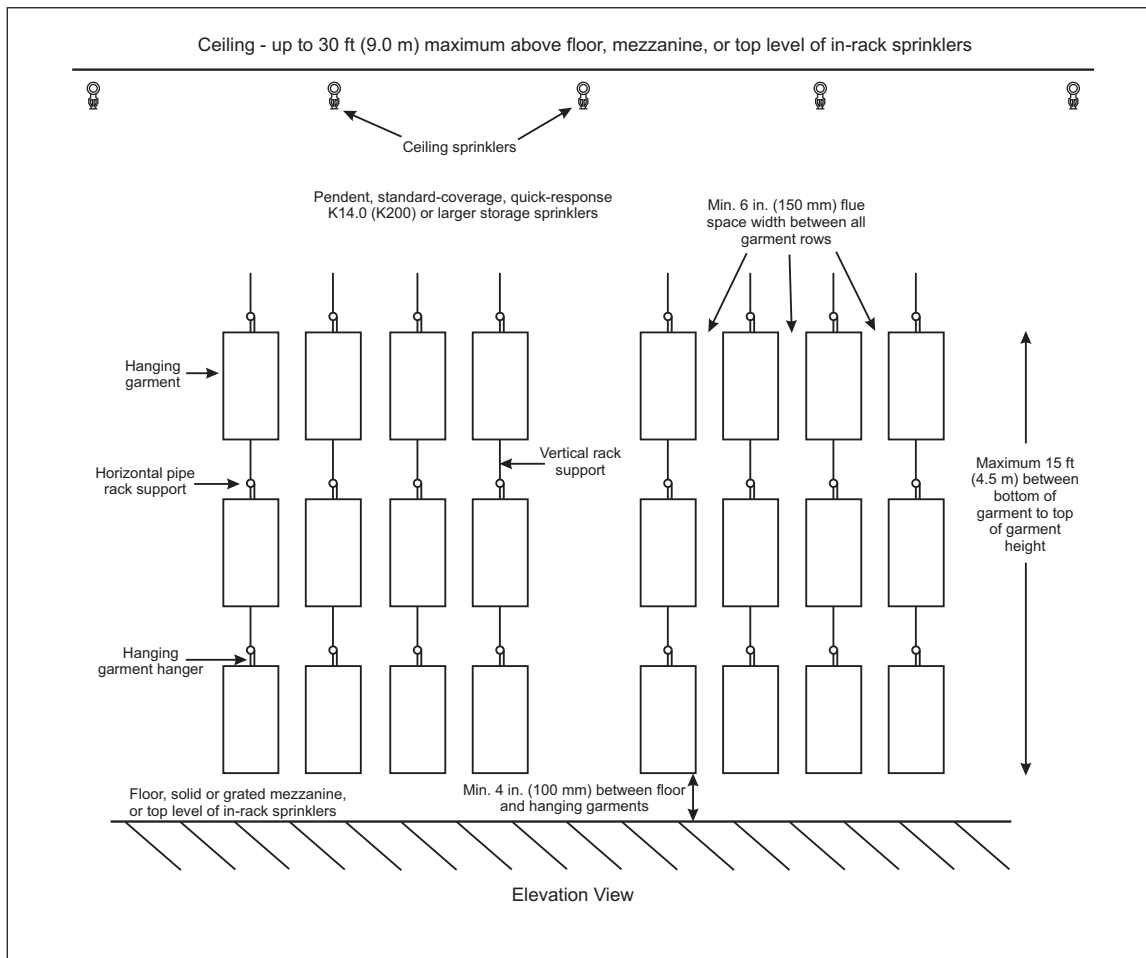 Ceiling - up to 30 ft (9.0 m) maximum above floor, mezzanine, or top level of in-rack sprinklers
Ceiling sprinklers
Pendent, standard-coverage, quick-response
K14.0 (K200) or larger storage sprinklers
Min. 6 in. (150 mm) flue
space width between all
garment rows
Hanging
garment
Horizontal pipe
rack support
Vertical rack
support
Maximum 15 ft
(4.5 m) between
bottom of
garment to top
of garment
height
Hanging
garment hanger
Floor, solid or grated mezzanine,
or top level of in-rack sprinklers
Min. 4 in. (100 mm) between floor
and hanging garments
Elevation View